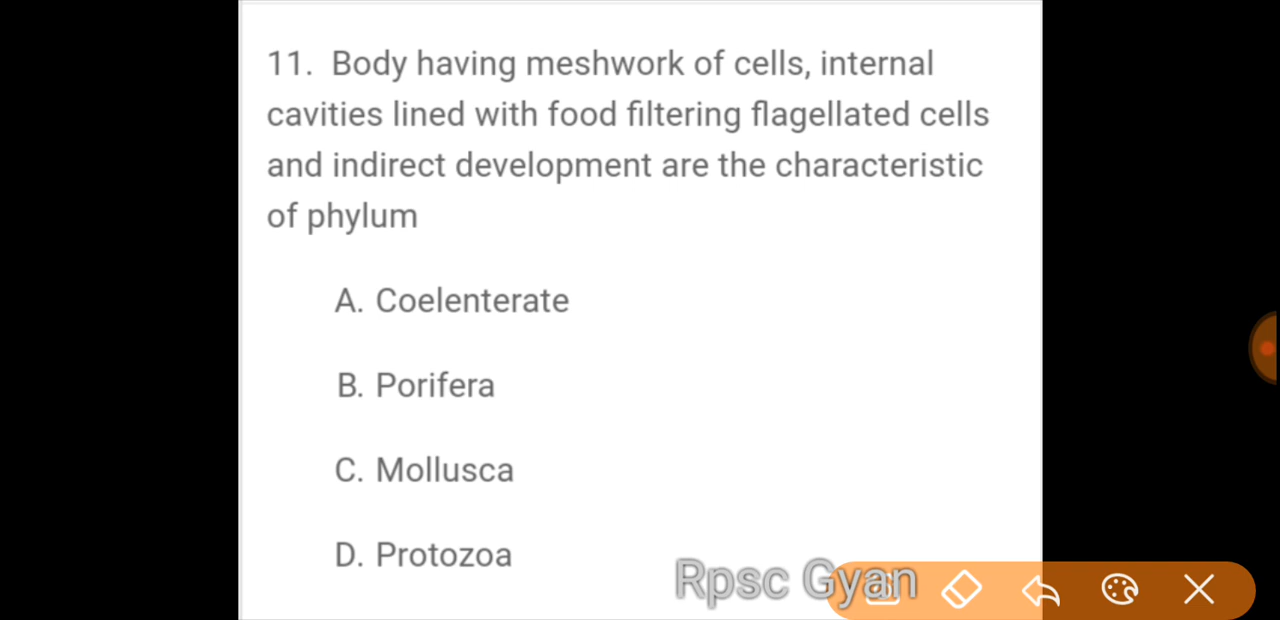 11. Body having meshwork of cells, internal
cavities lined with food filtering flagellated cells
and indirect development are the characteristic
of phylum
A. Coelenterate
B. Porifera
C. Mollusca
D. Protozoa
Rpsc Gyan